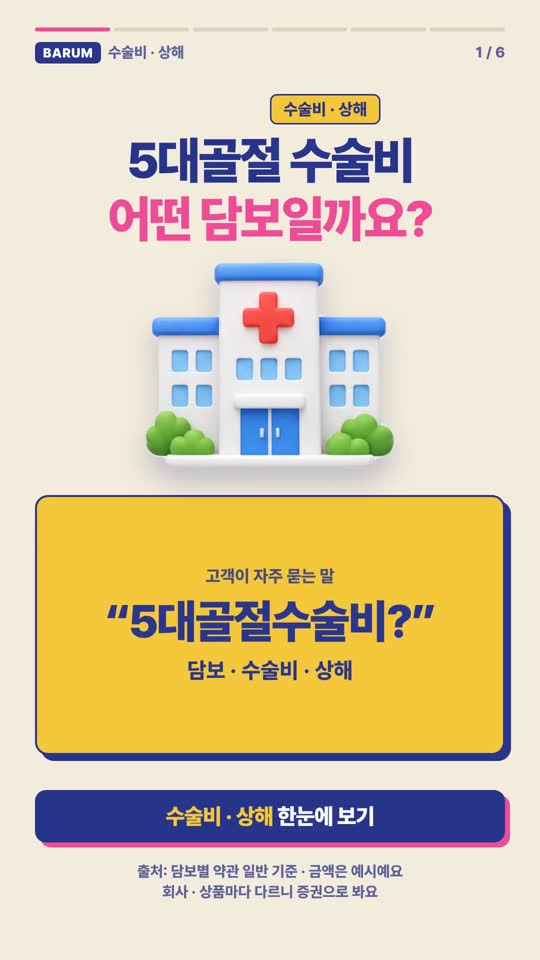 BARUM 수술비 · 상해 1 / 6
수술비 · 상해
5대골절 수술비
어떤 담보일까요?
고객이 자주 묻는 말
“5대골절수술비?”
담보 · 수술비 · 상해
수술비 · 상해 한눈에 보기
출처: 담보별 약관 일반 기준 · 금액은 예시예요
회사 · 상품마다 다르니 증권으로 봐요